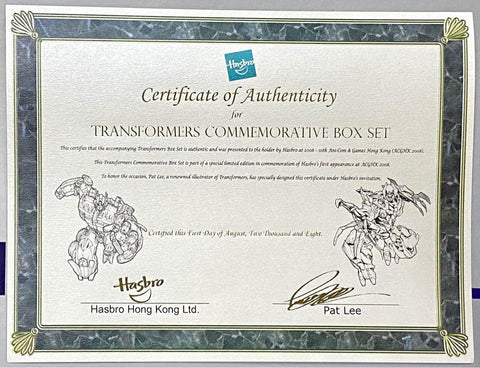 Hasbro
Certificate of Authenticity
for
TRANSFORMERS COMMEMORATIVE BOX SET
This certifies that the accompanying Transformers Box Set is authentic and was presented to the holder by Hasbro at 2008 - 10th Ani-Com & Games Hong Kong (ACGHK 2008).
This Transformers Commemorative Box Set is part of a special limited edition in commemoration of Hasbro's first appearance at ACGHK 2008.
To honor the occasion, Pat Lee, a renowned illustrator of Transformers, has specially designed this certificate under Hasbro's invitation.
Certified this First Day of August, Two Thousand and Eight.
Hasbro
Hasbro Hong Kong Ltd.
Pat Lee